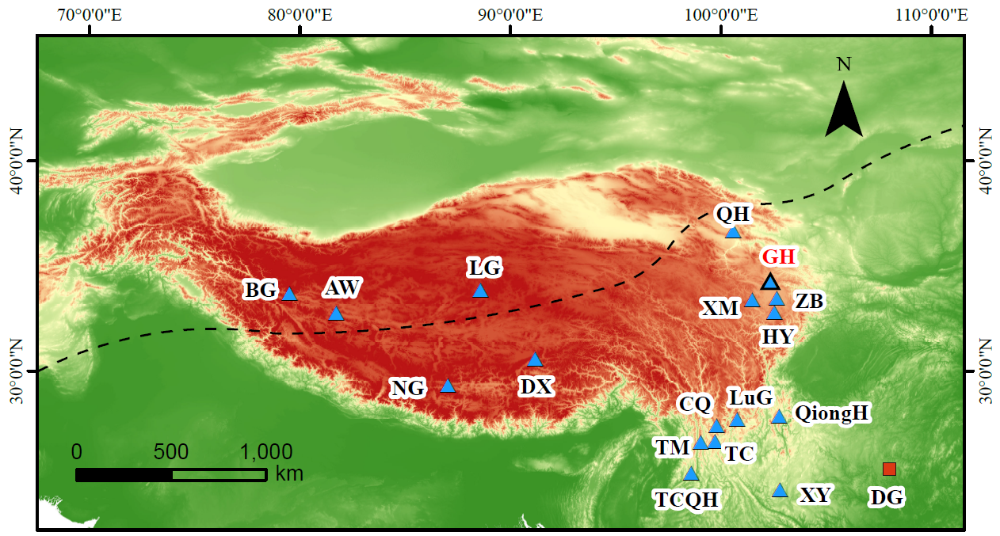 70°0'0"E 80°0'0"E 90°0'0"E 100°0'0"E 110°0'0"E
N
40°0'0"N 40°0'0"N
QH
GH
LG
BG AW
XM ZB
HY
30°0'0"N 30°0'0"N
NG DX
CQ LuG QiongH
TM TC
0 500 1,000
km
TCQH XY DG